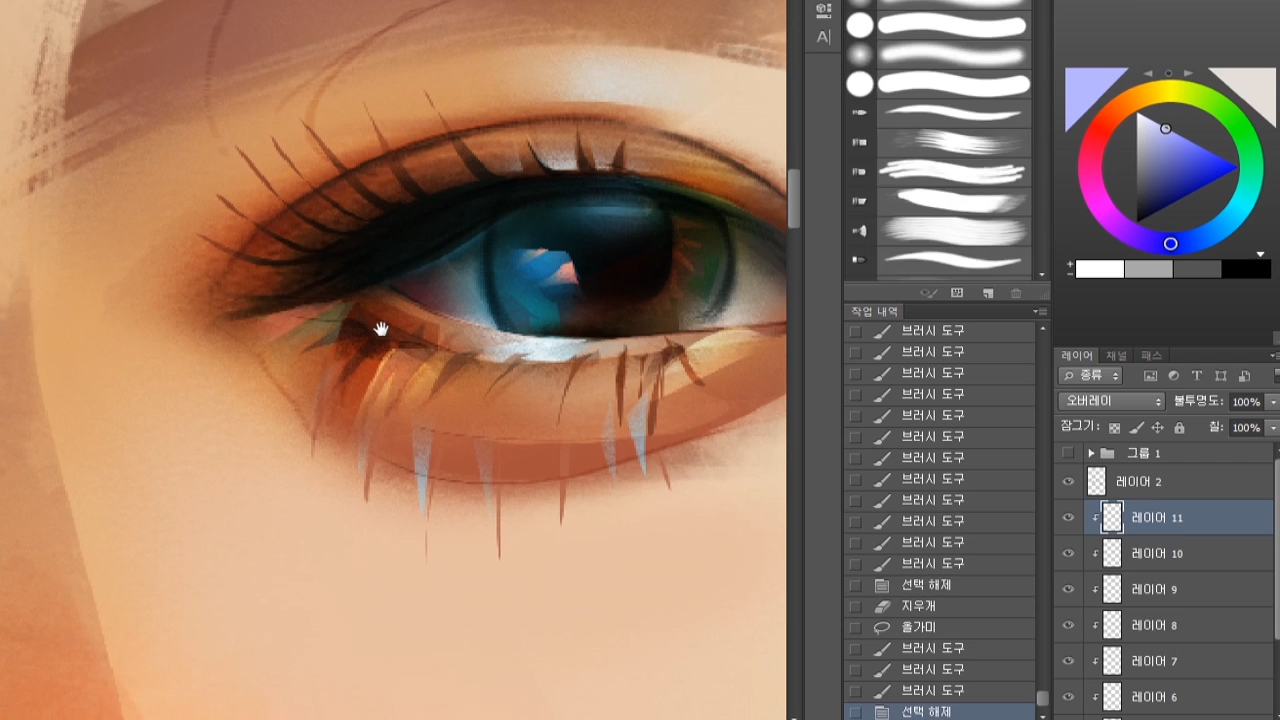 A|
작업 내역
브러시 도구
브러시 도구
브러시 도구
브러시 도구
브러시 도구
브러시 도구
브러시 도구
브러시 도구
브러시 도구
브러시 도구
브러시 도구
브러시 도구
선택 해제
지우개
올가미
브러시 도구
브러시 도구
브러시 도구
선택 해제
레이어 채널 패스
종류
오버레이 불투명도: 100%
잠그기: 칠: 100%
그룹 1
레이어 2
레이어 11
레이어 10
레이어 9
레이어 8
레이어 7
레이어 6